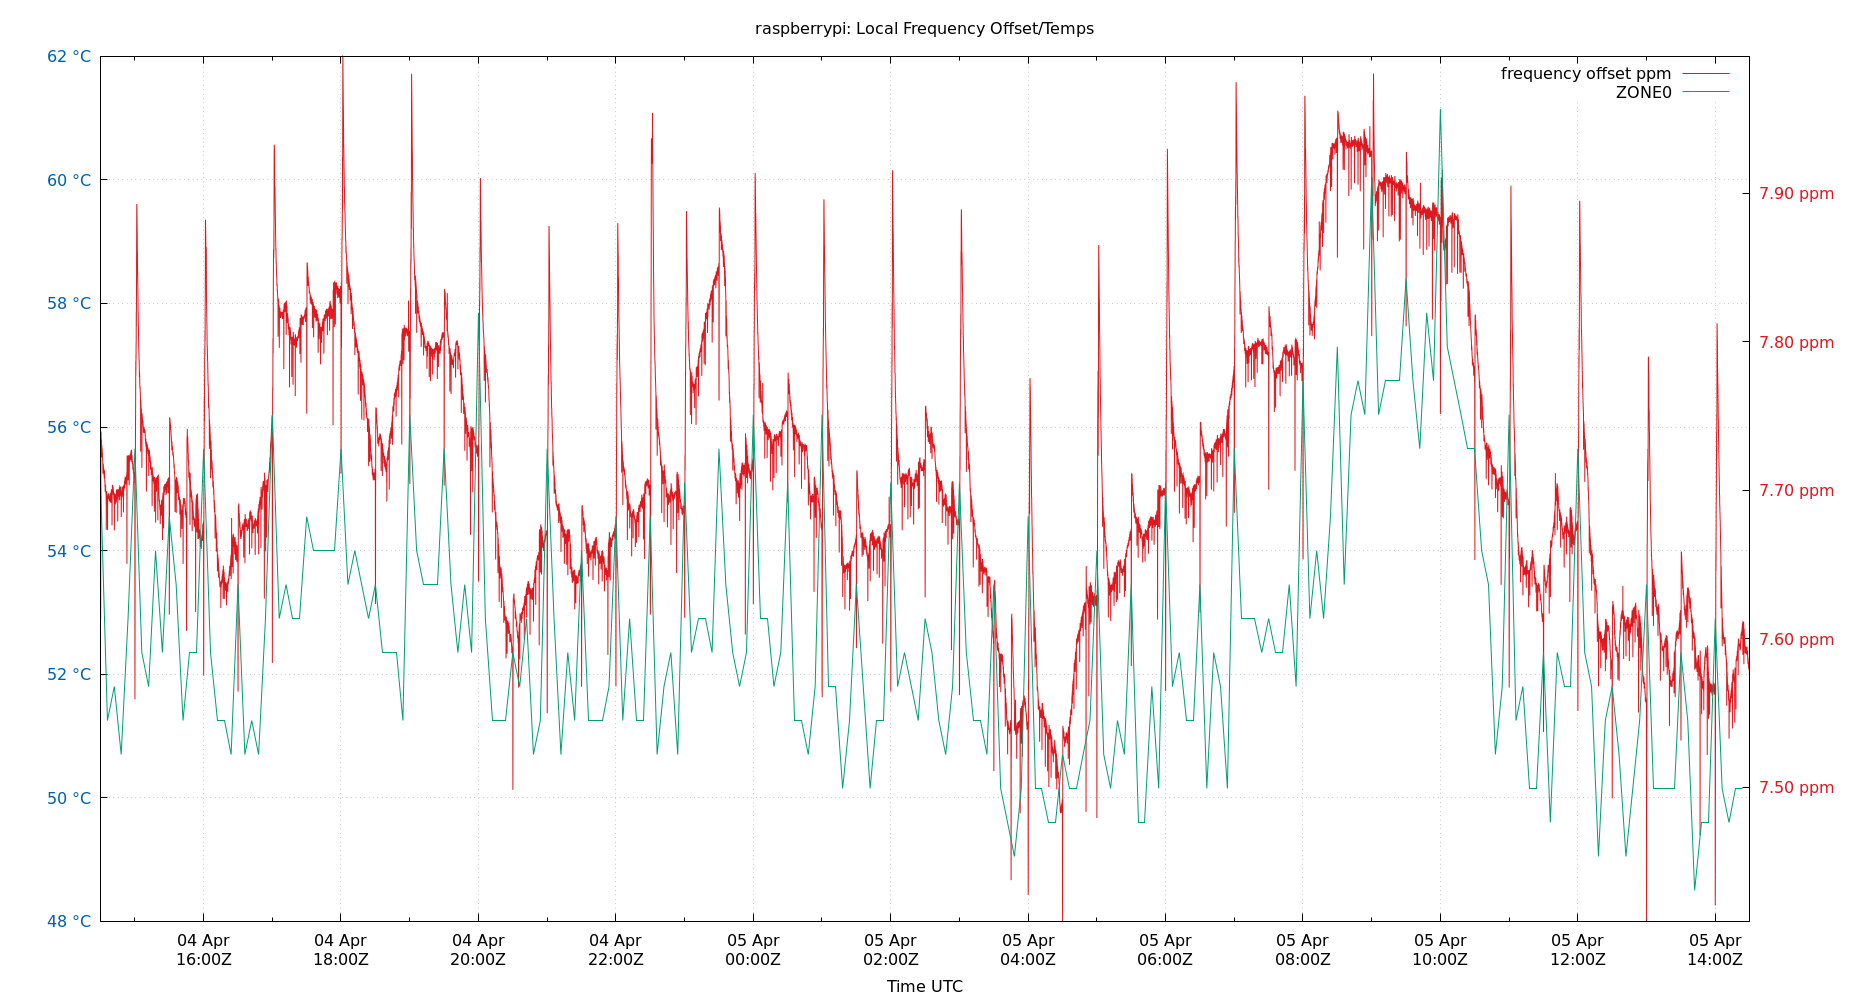 raspberrypi: Local Frequency Offset/Temps
62 °C
60 °C
58 °C
56 °C
54 °C
52 °C
50 °C
48 °C
frequency offset ppm
ZONE0
7.90 ppm
7.80 ppm
7.70 ppm
7.60 ppm
7.50 ppm
04 Apr
16:00Z
04 Apr
18:00Z
04 Apr
20:00Z
04 Apr
22:00Z
05 Apr
00:00Z
05 Apr
02:00Z
05 Apr
04:00Z
05 Apr
06:00Z
05 Apr
08:00Z
05 Apr
10:00Z
05 Apr
12:00Z
05 Apr
14:00Z
Time UTC